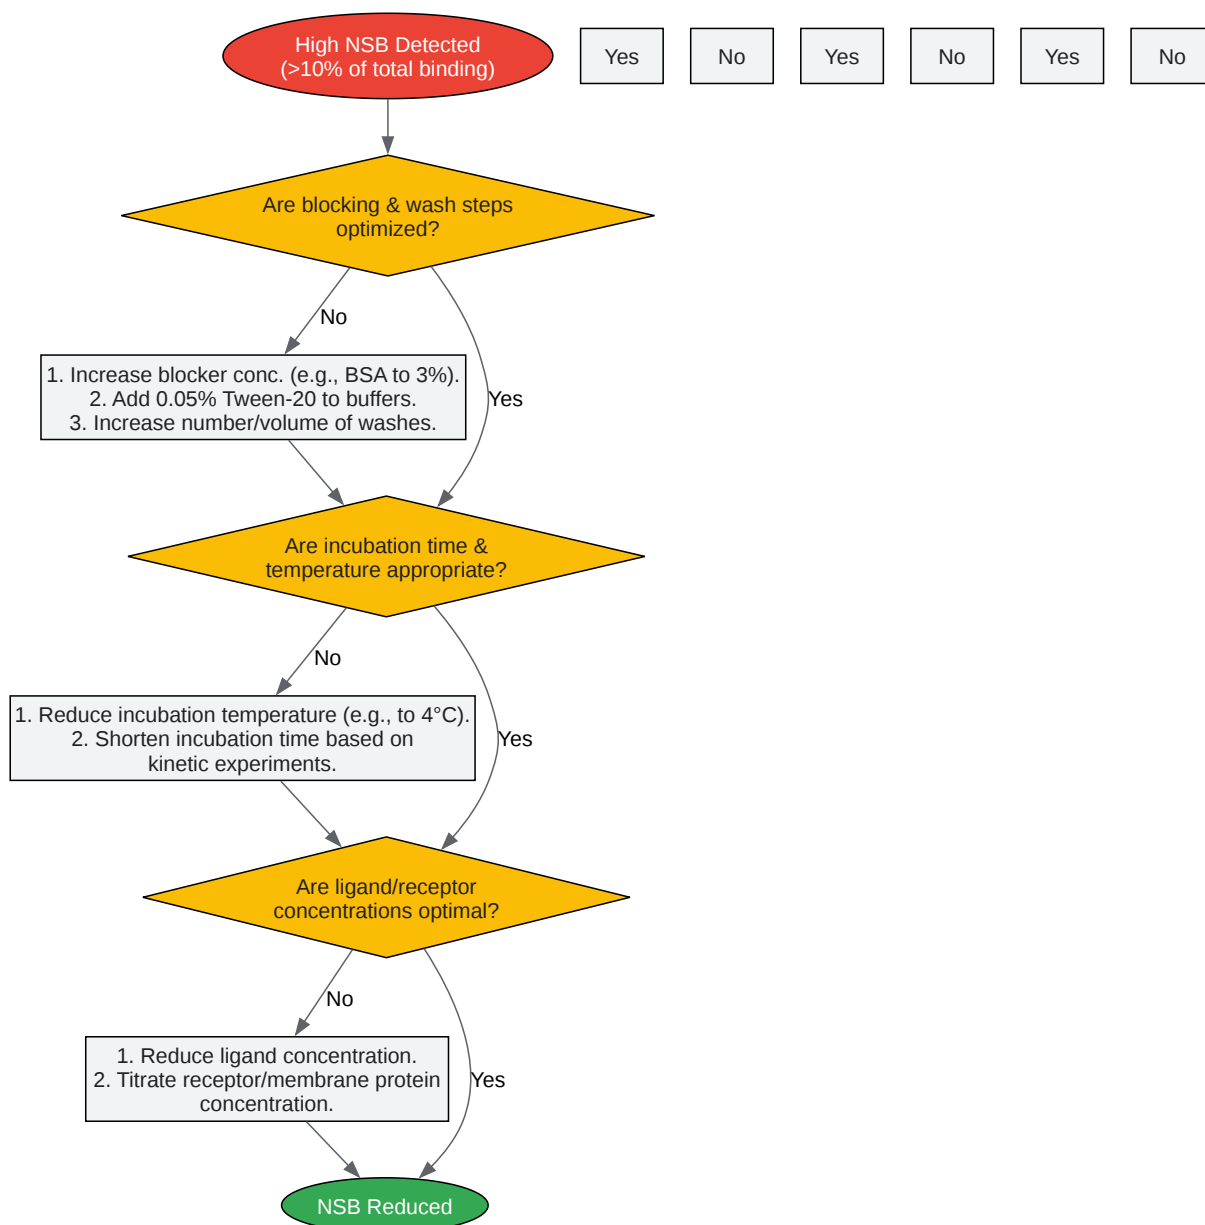 High NSB Detected
(>10% of total binding)
Yes
No
Yes
No
Yes
No
Are blocking & wash steps
optimized?
No
1. Increase blocker conc. (e.g., BSA to 3%).
2. Add 0.05% Tween-20 to buffers.
3. Increase number/volume of washes.
Yes
Are incubation time &
temperature appropriate?
No
1. Reduce incubation temperature (e.g., to 4°C).
2. Shorten incubation time based on
kinetic experiments.
Yes
Are ligand/receptor
concentrations optimal?
No
1. Reduce ligand concentration.
2. Titrate receptor/membrane protein
concentration.
Yes
NSB Reduced